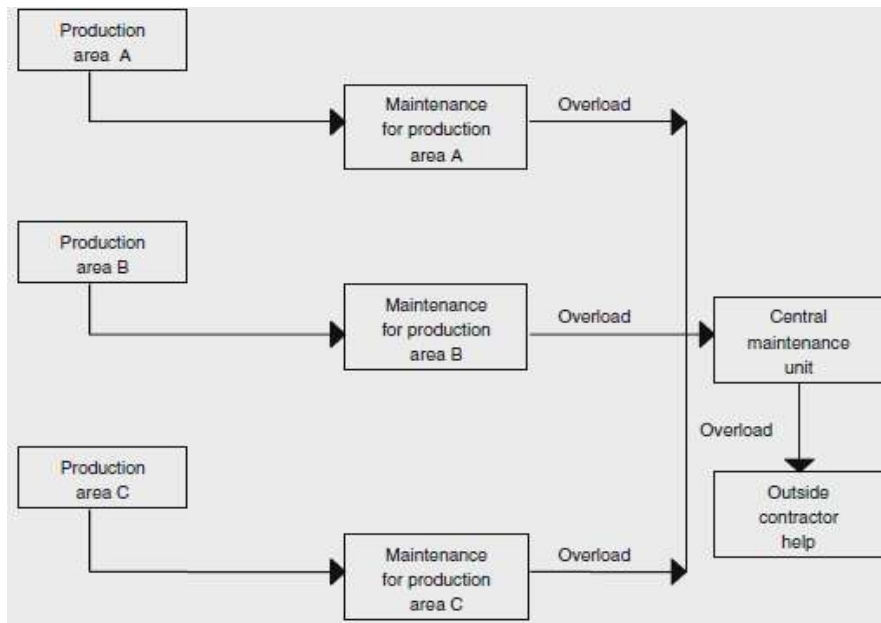 Production
area A
Maintenance
for production
area A
Overload
Production
area B
Maintenance
for production
area B
Overload
Central
maintenance
unit
Overload
Outside
contractor
help
Production
area C
Maintenance
for production
area C
Overload